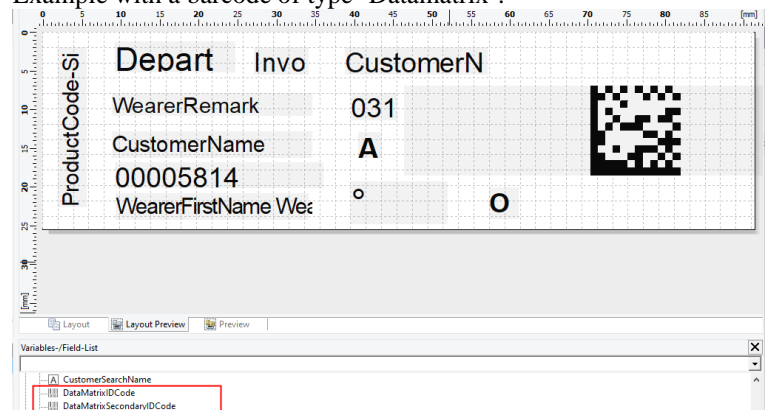 Example with a barcode of type "Datamatrix".
0 5 10 15 20 25 30 35 40 45 50 55 60 65 70 75 80 85 [mm]
0
5
10
15
20
25
30
[mm]
ProductCode-Si
Depart Invo CustomerN
WearerRemark 031
CustomerName A
00005814
WearerFirstName Wea ° O
Layout Layout Preview Preview
Variables-/Field-List
CustomerSearchName
DataMatrixIDCode
DataMatrixSecondaryIDCode